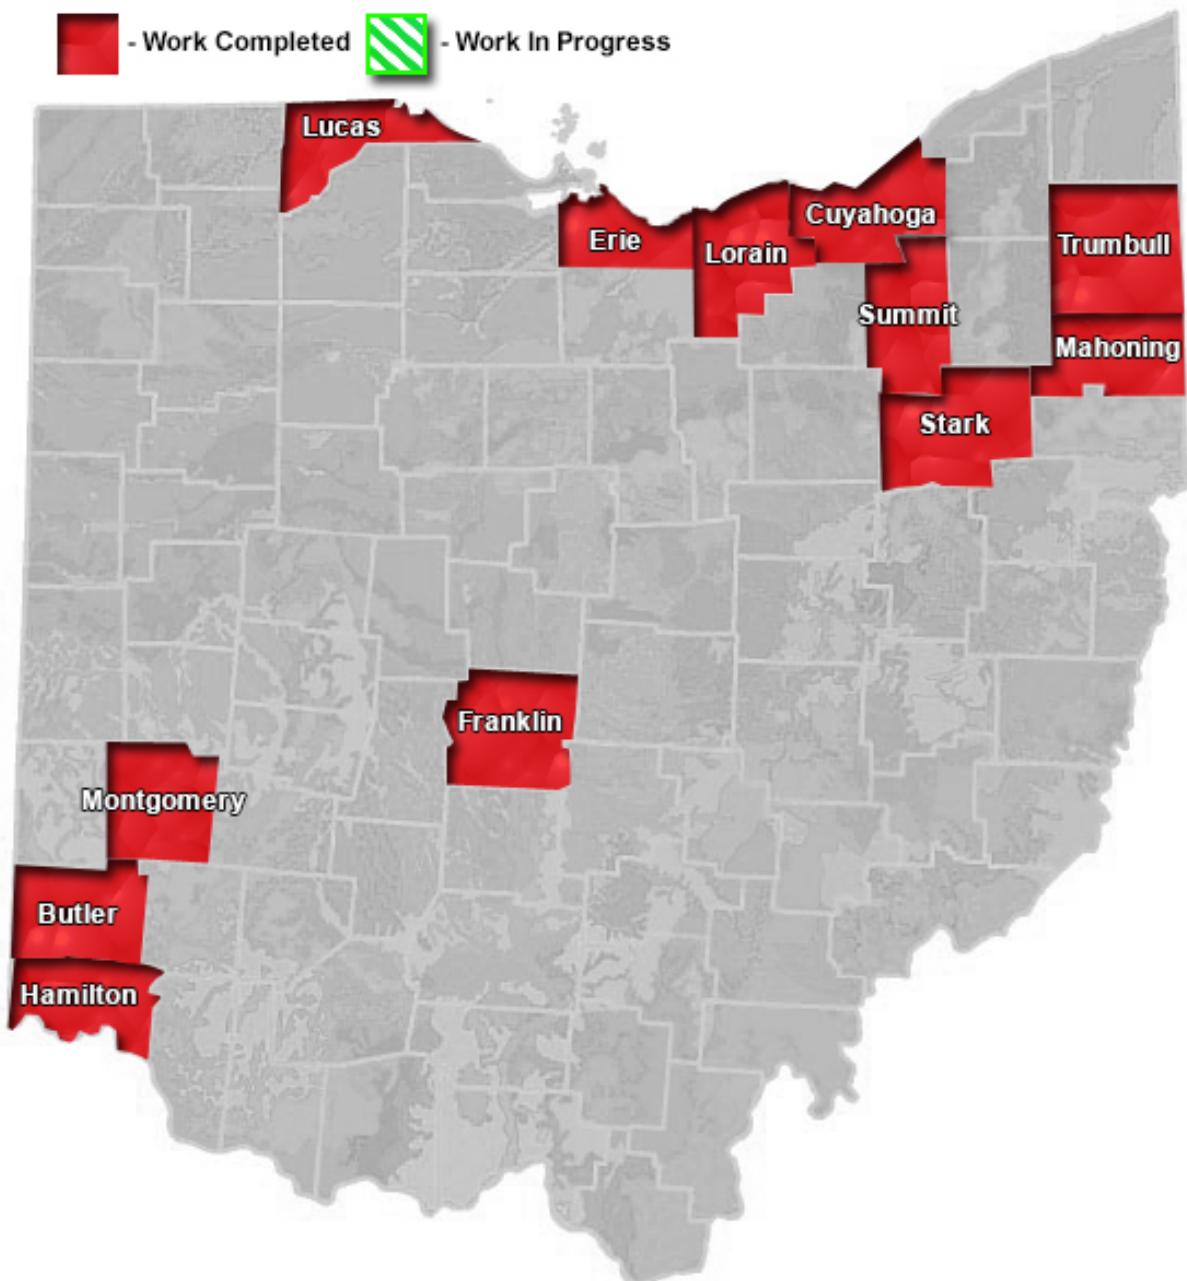 - Work Completed
- Work In Progress
Lucas
Cuyahoga
Erie
Lorain
Trumbull
Summit
Mahoning
Stark
Franklin
Montgomery
Butler
Hamilton